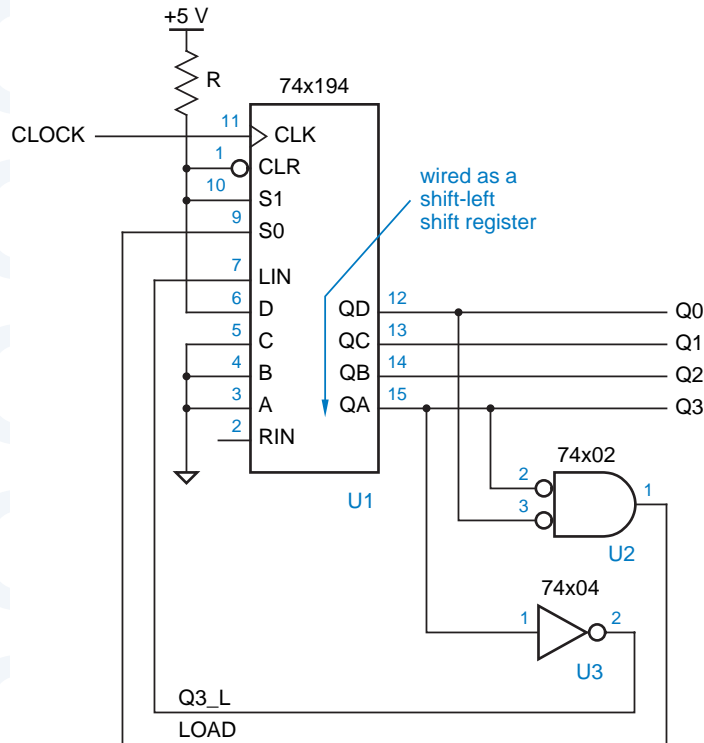 +5 V
R
74x194
CLOCK
11
CLK
1
CLR
10
S1
9
S0
7
LIN
6
D
QD
12
Q0
5
C
QC
13
Q1
4
B
QB
14
Q2
3
A
QA
15
Q3
2
RIN
wired as a
shift-left
shift register
U1
74x02
2
3
1
U2
74x04
1
2
U3
Q3_L
LOAD